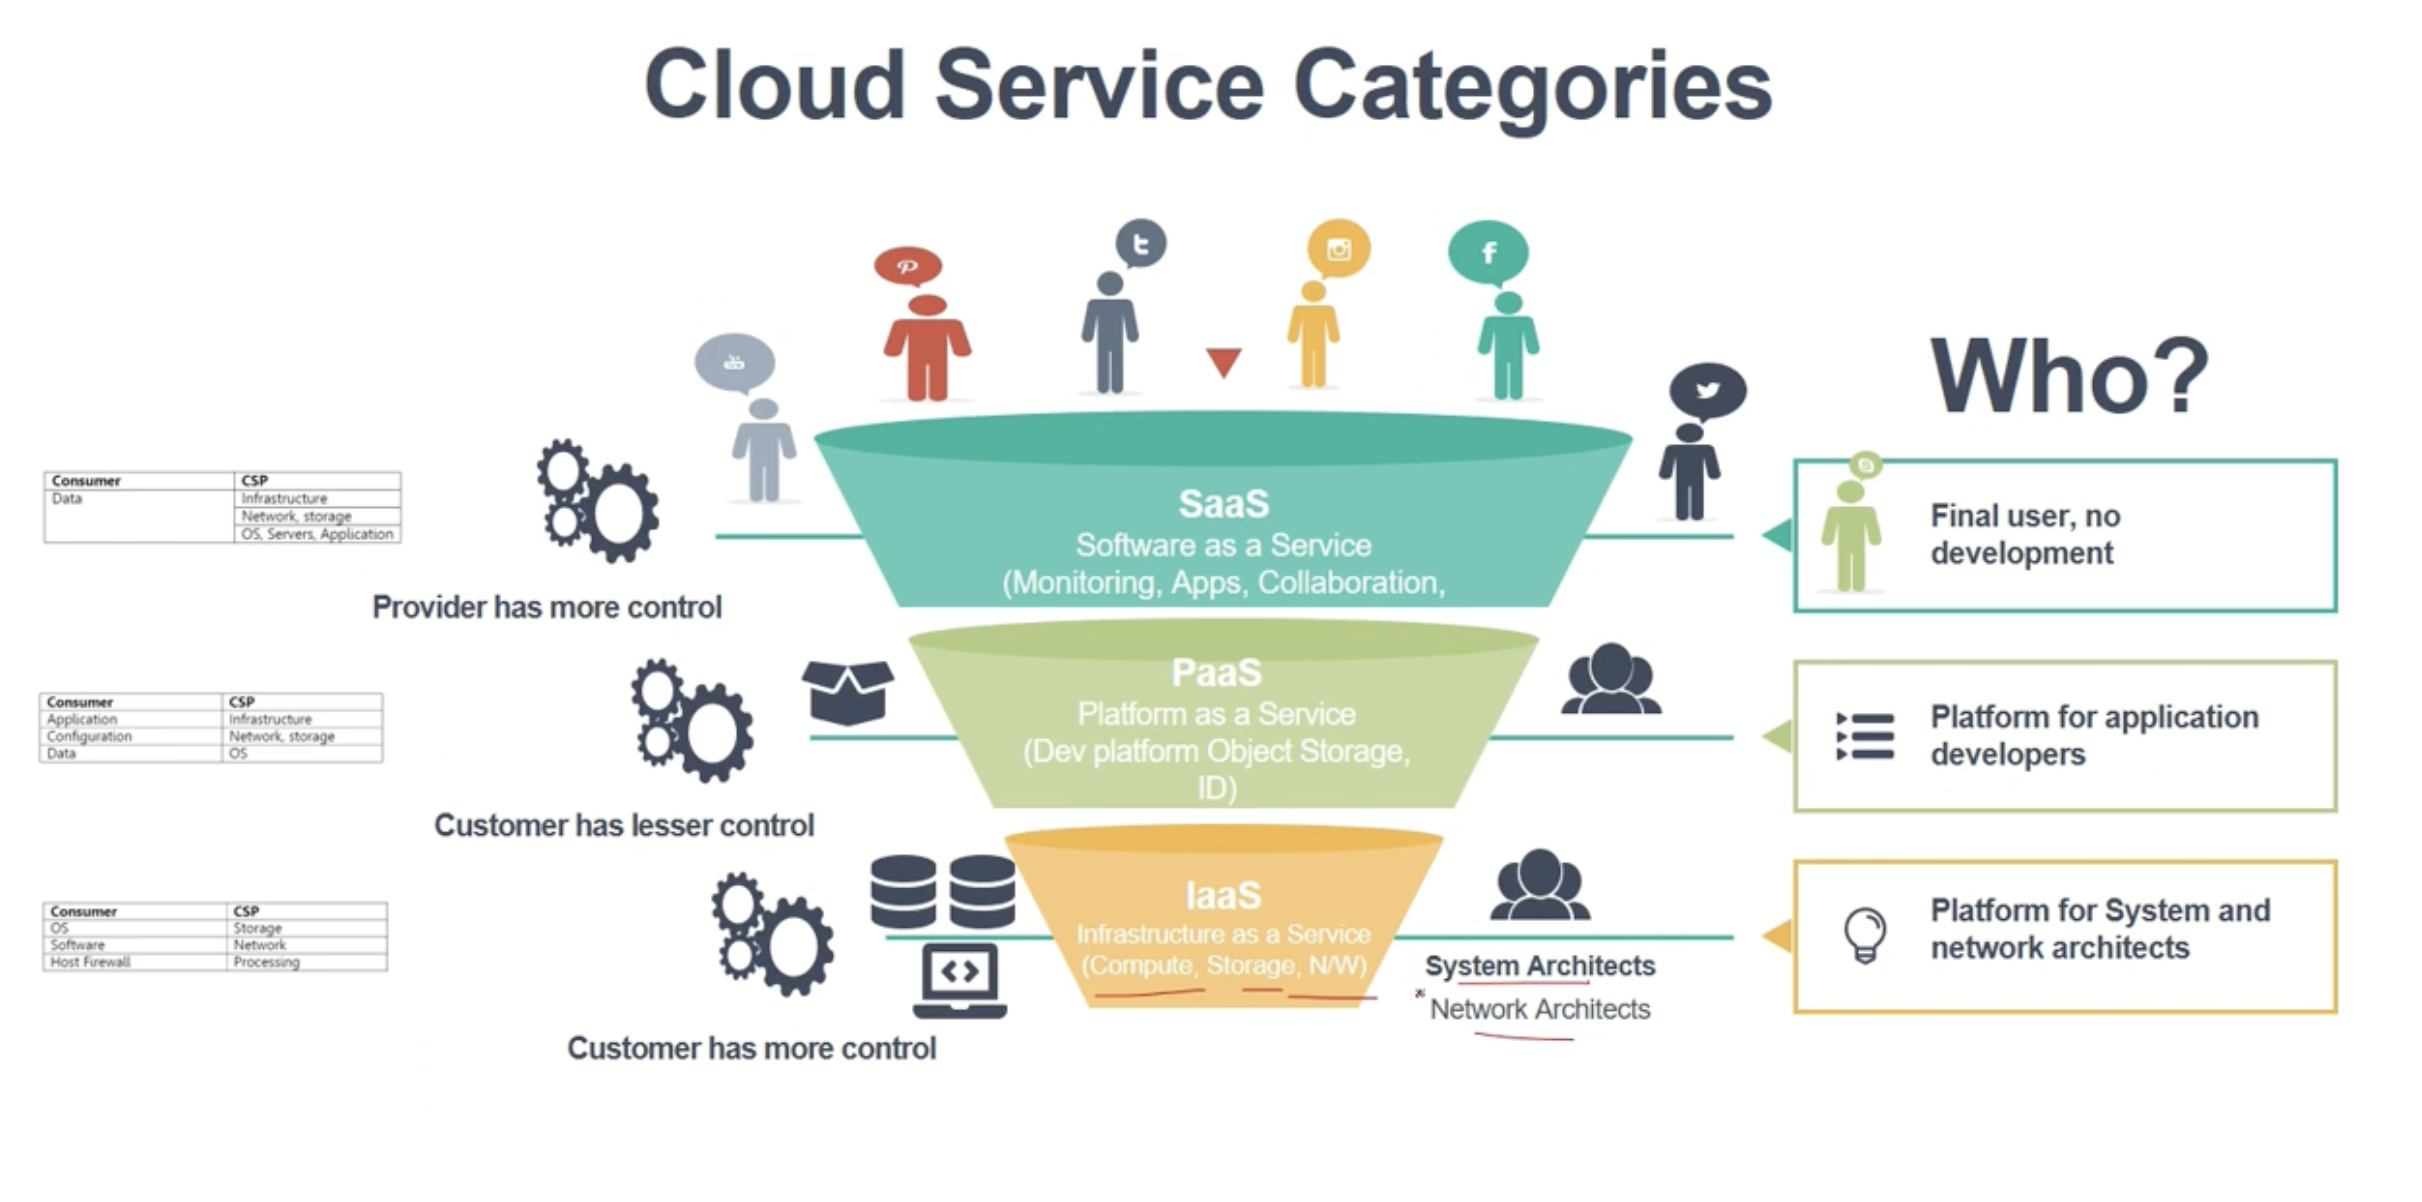 Cloud Service Categories
Who?
Consumer CSP
Data Infrastructure
Network, storage
OS, Servers, Application
Provider has more control
SaaS
Software as a Service
(Monitoring, Apps, Collaboration,
Final user, no
development
Consumer CSP
Application Infrastructure
Configuration Network, storage
Data OS
Customer has lesser control
PaaS
Platform as a Service
(Dev platform Object Storage,
ID)
Platform for application
developers
Consumer CSP
OS Storage
Software Network
Host Firewall Processing
Customer has more control
IaaS
Infrastructure as a Service
(Compute, Storage, N/W)
System Architects
Network Architects
Platform for System and
network architects